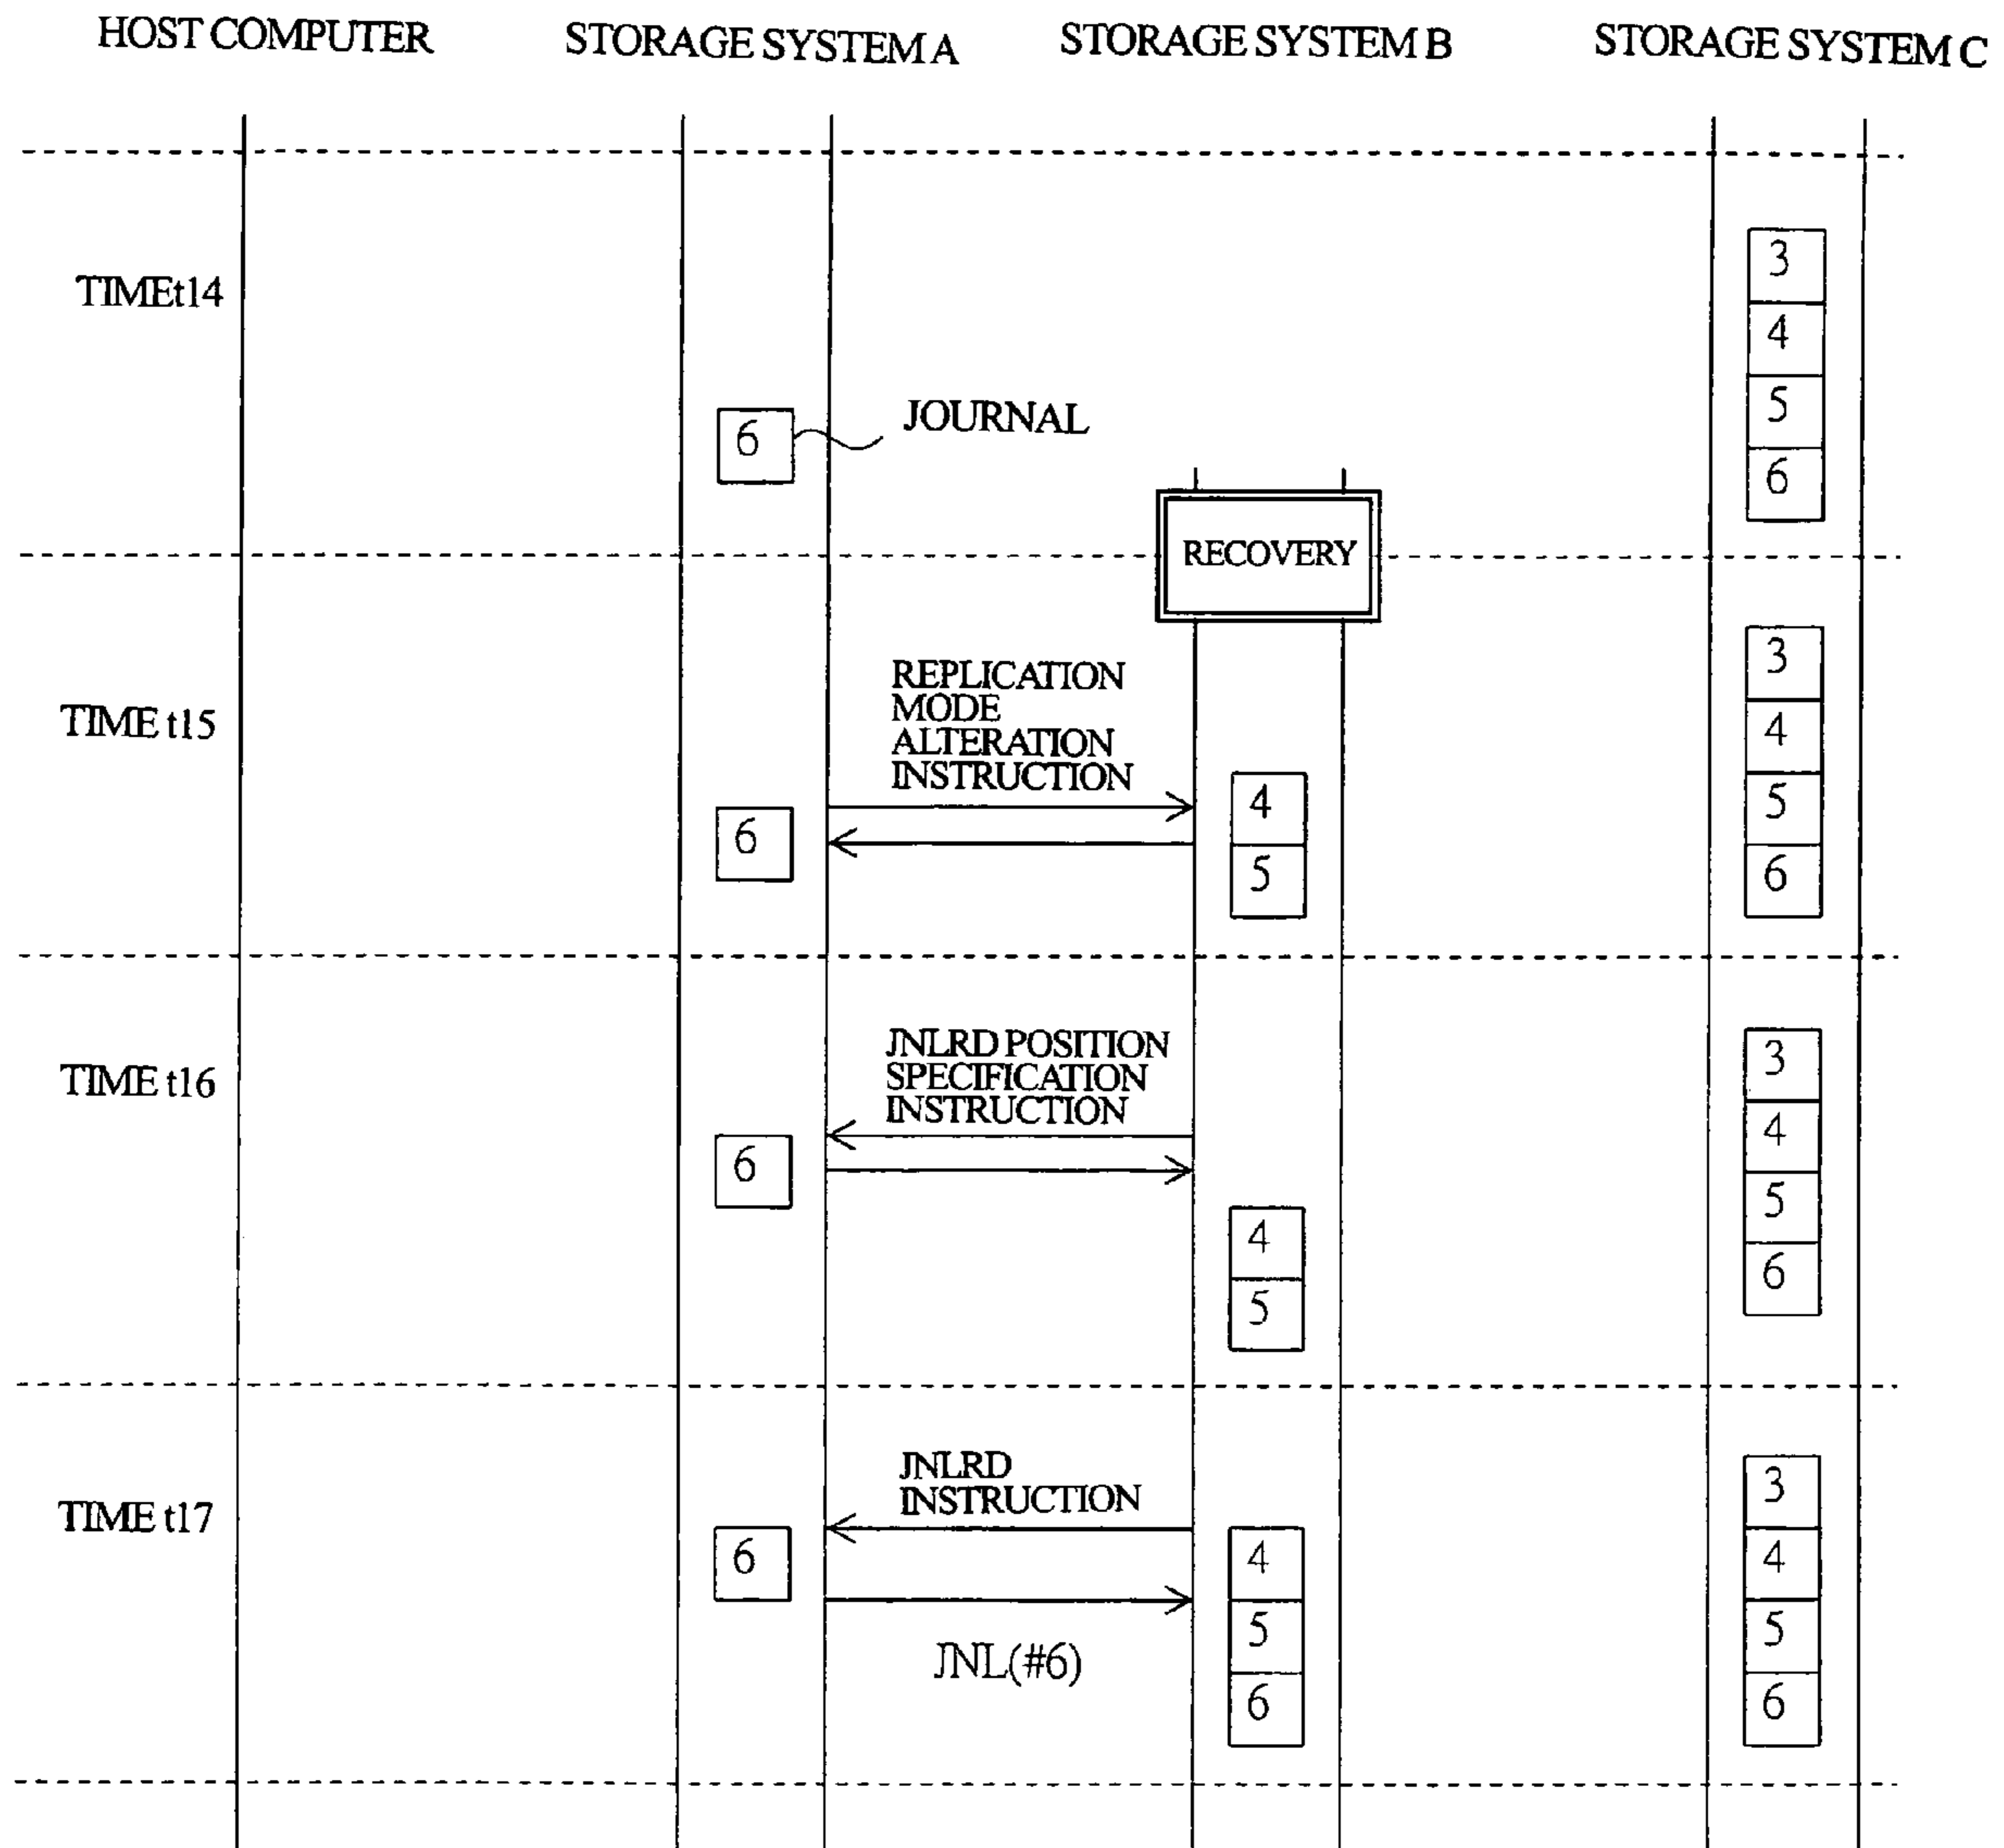 HOST COMPUTER
STORAGE SYSTEM A
STORAGE SYSTEM B
STORAGE SYSTEM C
TIMEt14
3
4
5
6
6
JOURNAL
RECOVERY
TIME t15
REPLICATION
MODE
ALTERATION
INSTRUCTION
6
4
5
3
4
5
6
TIME t16
JNLRD POSITION
SPECIFICATION
INSTRUCTION
6
4
5
3
4
5
6
TIME t17
JNLRD
INSTRUCTION
6
JNL(#6)
4
5
6
3
4
5
6